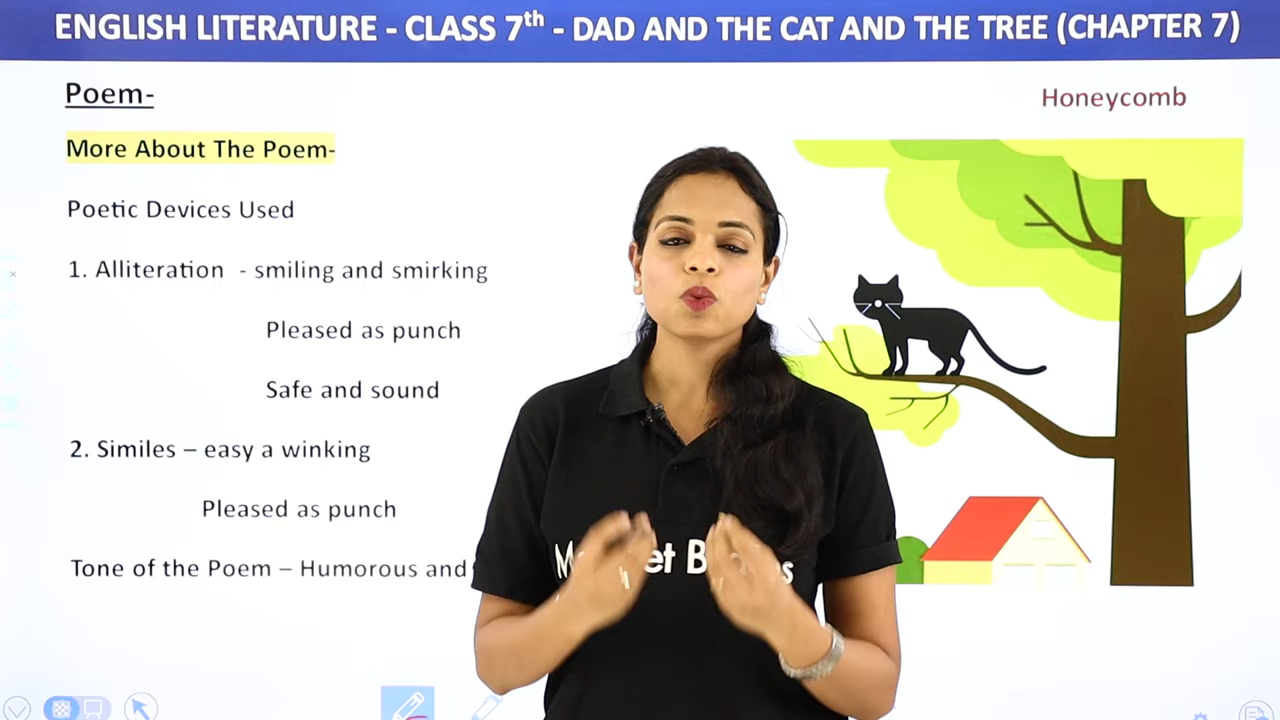 ENGLISH LITERATURE - CLASS 7th - DAD AND THE CAT AND THE TREE (CHAPTER 7)
Poem-
Honeycomb
More About The Poem-
Poetic Devices Used
1. Alliteration - smiling and smirking
Pleased as punch
Safe and sound
2. Similes – easy a winking
Pleased as punch
Tone of the Poem – Humorous and